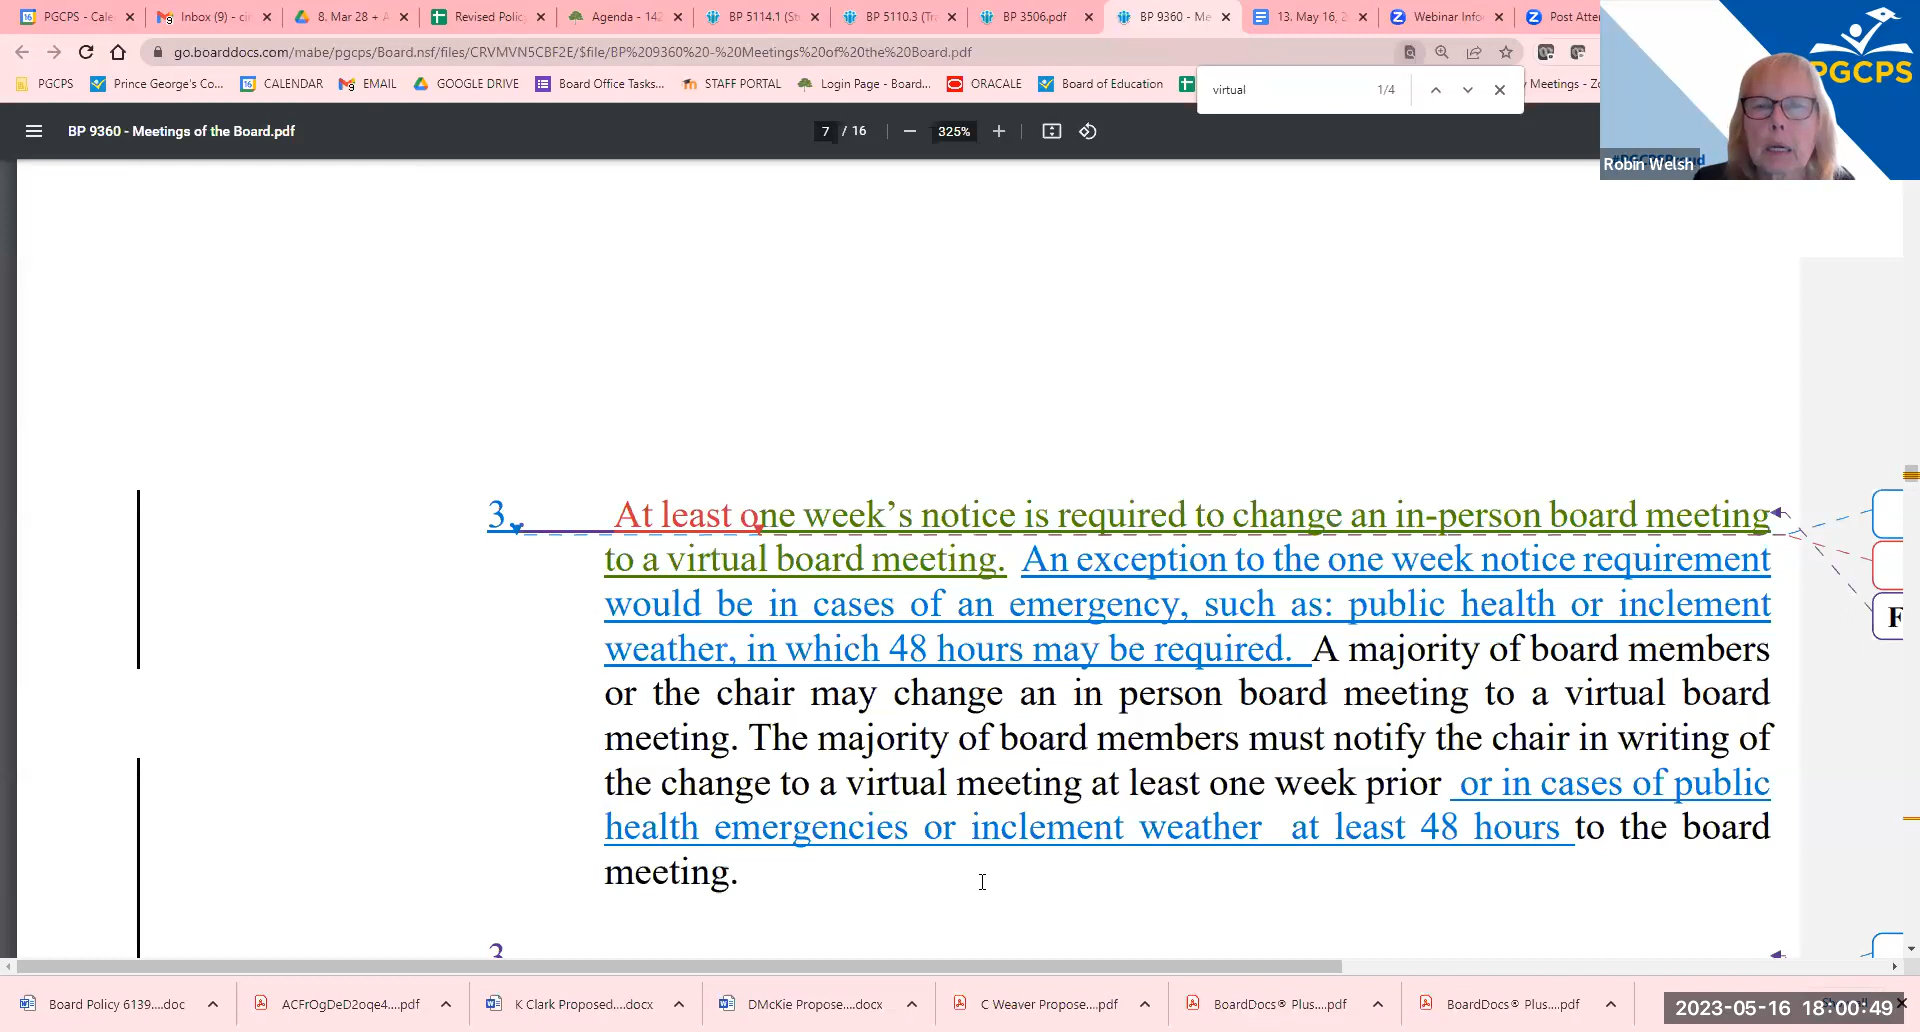 PGCPS - Cale
Inbox (9) - cir
8. Mar 28 + A
Revised Polic
Agenda - 142
BP 5114.1 (St
BP 5110.3 (Tr
BP 3506.pdf
BP 9360 - Me
13. May 16, 2
Webinar Info
Post Atte
go.boarddocs.com/mabe/pgcps/Board.nsf/files/CRVMVN5CBF2E/$file/BP%209360%20-%20Meetings%20of%20the%20Board.pdf
PGCPS
Prince George's Co...
CALENDAR
EMAIL
GOOGLE DRIVE
Board Office Tasks...
STAFF PORTAL
Login Page - Board...
ORACALE
Board of Education
Meetings - Zo
virtual 1/4
BP 9360 - Meetings of the Board.pdf
7 / 16
325%
PGCPS
Robin Welsh
3. At least one week’s notice is required to change an in-person board meeting
to a virtual board meeting. An exception to the one week notice requirement
would be in cases of an emergency, such as: public health or inclement
weather, in which 48 hours may be required. A majority of board members
or the chair may change an in person board meeting to a virtual board
meeting. The majority of board members must notify the chair in writing of
the change to a virtual meeting at least one week prior or in cases of public
health emergencies or inclement weather at least 48 hours to the board
meeting.
F
3
Board Policy 6139....doc
ACFrOgDeD2oqe4....pdf
K Clark Proposed....docx
DMcKie Propose....docx
C Weaver Propose....pdf
BoardDocs® Plus....pdf
BoardDocs® Plus....pdf
2023-05-16 18:00:49